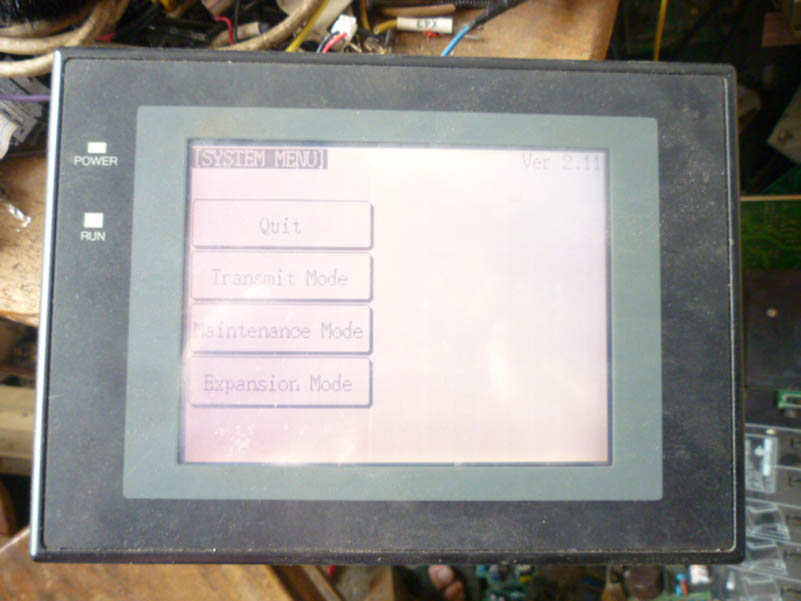 POWER
RUN
[SYSTEM MENU]
Ver 2.11
Quit
Transmit Mode
Maintenance Mode
Expansion Mode